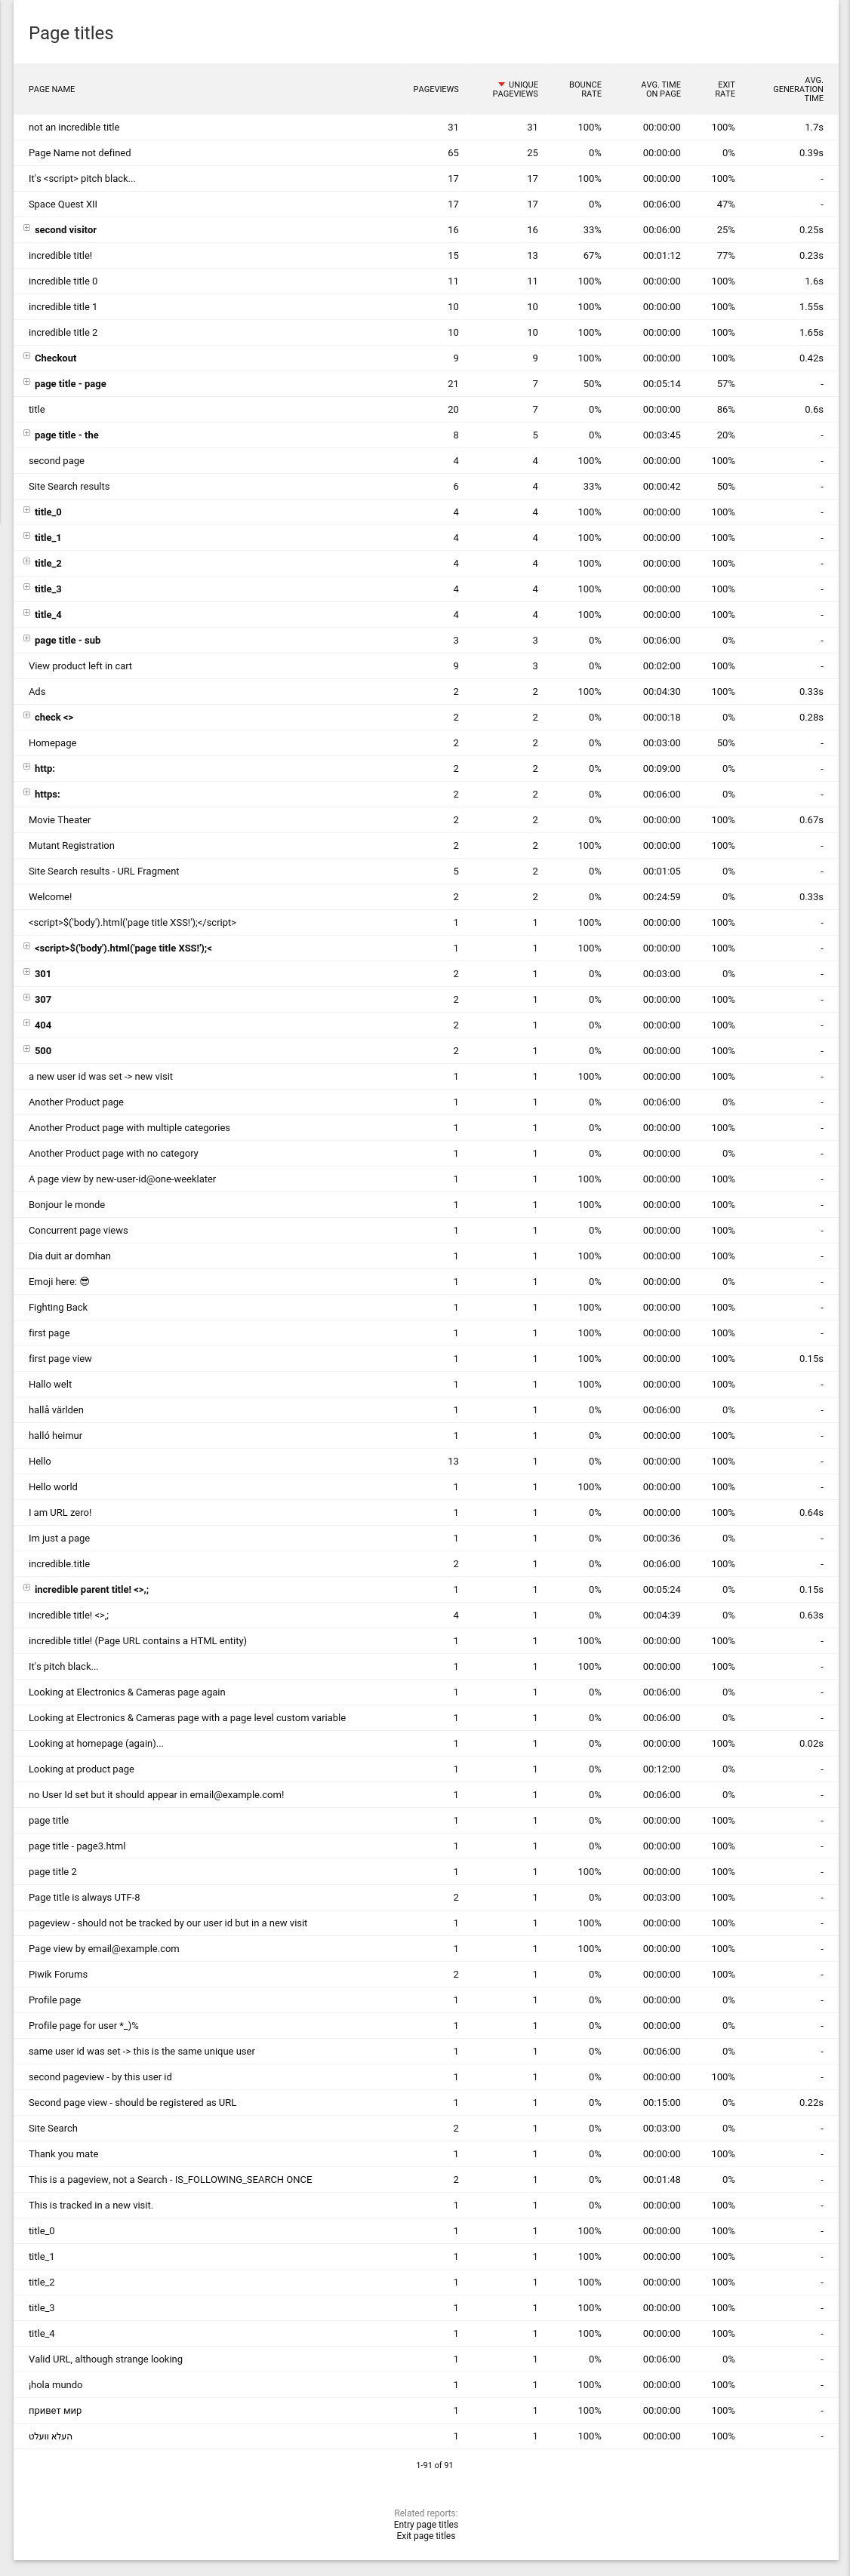 Page titles
PAGE NAME PAGEVIEWS UNIQUE PAGEVIEWS BOUNCE RATE AVG. TIME ON PAGE EXIT RATE AVG. GENERATION TIME
not an incredible title 31 31 100% 00:00:00 100% 1.7s
Page Name not defined 65 25 0% 00:00:00 0% 0.39s
It's <script> pitch black... 17 17 100% 00:00:00 100% -
Space Quest XII 17 17 0% 00:06:00 47% -
second visitor 16 16 33% 00:06:00 25% 0.25s
incredible title! 15 13 67% 00:01:12 77% 0.23s
incredible title 0 11 11 100% 00:00:00 100% 1.6s
incredible title 1 10 10 100% 00:00:00 100% 1.55s
incredible title 2 10 10 100% 00:00:00 100% 1.65s
Checkout 9 9 100% 00:00:00 100% 0.42s
page title - page 21 7 50% 00:05:14 57% -
title 20 7 0% 00:00:00 86% 0.6s
page title - the 8 5 0% 00:03:45 20% -
second page 4 4 100% 00:00:00 100% -
Site Search results 6 4 33% 00:00:42 50% -
title_0 4 4 100% 00:00:00 100% -
title_1 4 4 100% 00:00:00 100% -
title_2 4 4 100% 00:00:00 100% -
title_3 4 4 100% 00:00:00 100% -
title_4 4 4 100% 00:00:00 100% -
page title - sub 3 3 0% 00:06:00 0% -
View product left in cart 9 3 0% 00:02:00 100% -
Ads 2 2 100% 00:04:30 100% 0.33s
check <> 2 2 0% 00:00:18 0% 0.28s
Homepage 2 2 0% 00:03:00 50% -
http: 2 2 0% 00:09:00 0% -
https: 2 2 0% 00:06:00 0% -
Movie Theater 2 2 0% 00:00:00 100% 0.67s
Mutant Registration 2 2 100% 00:00:00 100% -
Site Search results - URL Fragment 5 2 0% 00:01:05 0% -
Welcome! 2 2 0% 00:24:59 0% 0.33s
<script>$('body').html('page title XSS!');</script> 1 1 100% 00:00:00 100% -
<script>$('body').html('page title XSS!');< 1 1 100% 00:00:00 100% -
301 2 1 0% 00:03:00 0% -
307 2 1 0% 00:00:00 100% -
404 2 1 0% 00:00:00 100% -
500 2 1 0% 00:00:00 100% -
a new user id was set -> new visit 1 1 100% 00:00:00 100% -
Another Product page 1 1 0% 00:06:00 0% -
Another Product page with multiple categories 1 1 0% 00:00:00 100% -
Another Product page with no category 1 1 0% 00:00:00 0% -
A page view by new-user-id@one-weeklater 1 1 100% 00:00:00 100% -
Bonjour le monde 1 1 100% 00:00:00 100% -
Concurrent page views 1 1 0% 00:00:00 100% -
Dia duit ar domhan 1 1 100% 00:00:00 100% -
Emoji here: 😎 1 1 0% 00:00:00 0% -
Fighting Back 1 1 100% 00:00:00 100% -
first page 1 1 100% 00:00:00 100% -
first page view 1 1 100% 00:00:00 100% 0.15s
Hallo welt 1 1 100% 00:00:00 100% -
hallå världen 1 1 0% 00:06:00 0% -
halló heimur 1 1 0% 00:00:00 100% -
Hello 13 1 0% 00:00:00 100% -
Hello world 1 1 100% 00:00:00 100% -
I am URL zero! 1 1 0% 00:00:00 100% 0.64s
Im just a page 1 1 0% 00:00:36 0% -
incredible.title 2 1 0% 00:06:00 100% -
incredible parent title! <>,; 1 1 0% 00:05:24 0% 0.15s
incredible title! <>,; 4 1 0% 00:04:39 0% 0.63s
incredible title! (Page URL contains a HTML entity) 1 1 100% 00:00:00 100% -
It's pitch black... 1 1 100% 00:00:00 100% -
Looking at Electronics & Cameras page again 1 1 0% 00:06:00 0% -
Looking at Electronics & Cameras page with a page level custom variable 1 1 0% 00:06:00 0% -
Looking at homepage (again)... 1 1 0% 00:00:00 100% 0.02s
Looking at product page 1 1 0% 00:12:00 0% -
no User Id set but it should appear in email@example.com! 1 1 0% 00:06:00 0% -
page title 1 1 0% 00:00:00 100% -
page title - page3.html 1 1 0% 00:00:00 100% -
page title 2 1 1 100% 00:00:00 100% -
Page title is always UTF-8 2 1 0% 00:03:00 100% -
pageview - should not be tracked by our user id but in a new visit 1 1 100% 00:00:00 100% -
Page view by email@example.com 1 1 100% 00:00:00 100% -
Piwik Forums 2 1 0% 00:00:00 100% -
Profile page 1 1 0% 00:00:00 0% -
Profile page for user *_)% 1 1 0% 00:00:00 0% -
same user id was set -> this is the same unique user 1 1 0% 00:06:00 0% -
second pageview - by this user id 1 1 0% 00:00:00 100% -
Second page view - should be registered as URL 1 1 0% 00:15:00 0% 0.22s
Site Search 2 1 0% 00:03:00 0% -
Thank you mate 1 1 0% 00:00:00 100% -
This is a pageview, not a Search - IS_FOLLOWING_SEARCH ONCE 2 1 0% 00:01:48 0% -
This is tracked in a new visit. 1 1 0% 00:00:00 100% -
title_0 1 1 100% 00:00:00 100% -
title_1 1 1 100% 00:00:00 100% -
title_2 1 1 100% 00:00:00 100% -
title_3 1 1 100% 00:00:00 100% -
title_4 1 1 100% 00:00:00 100% -
Valid URL, although strange looking 1 1 0% 00:06:00 0% -
¡hola mundo 1 1 100% 00:00:00 100% -
привет мир 1 1 100% 00:00:00 100% -
העלא וועלט 1 1 100% 00:00:00 100% -
1-91 of 91
Related reports:
Entry page titles
Exit page titles